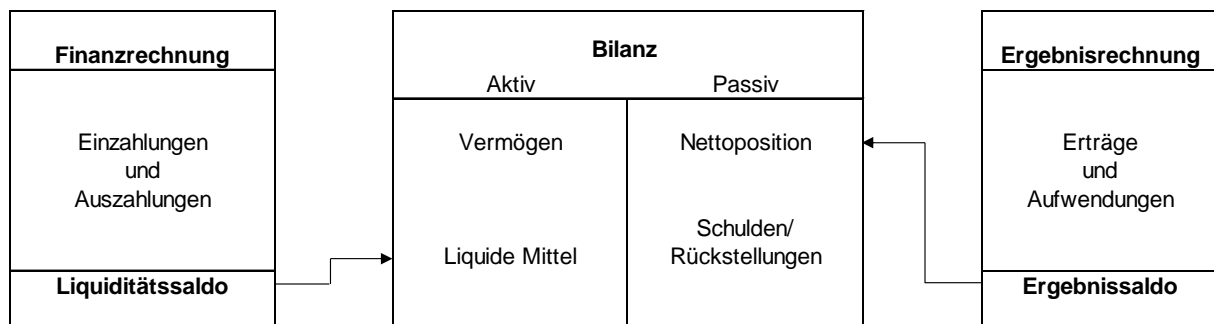 Finanzrechnung
Einzahlungen
und
Auszahlungen
Liquiditätssaldo
Bilanz
Aktiv Passiv
Vermögen Nettoposition
Liquide Mittel Schulden/
Rückstellungen
Ergebnisrechnung
Erträge
und
Aufwendungen
Ergebnissaldo